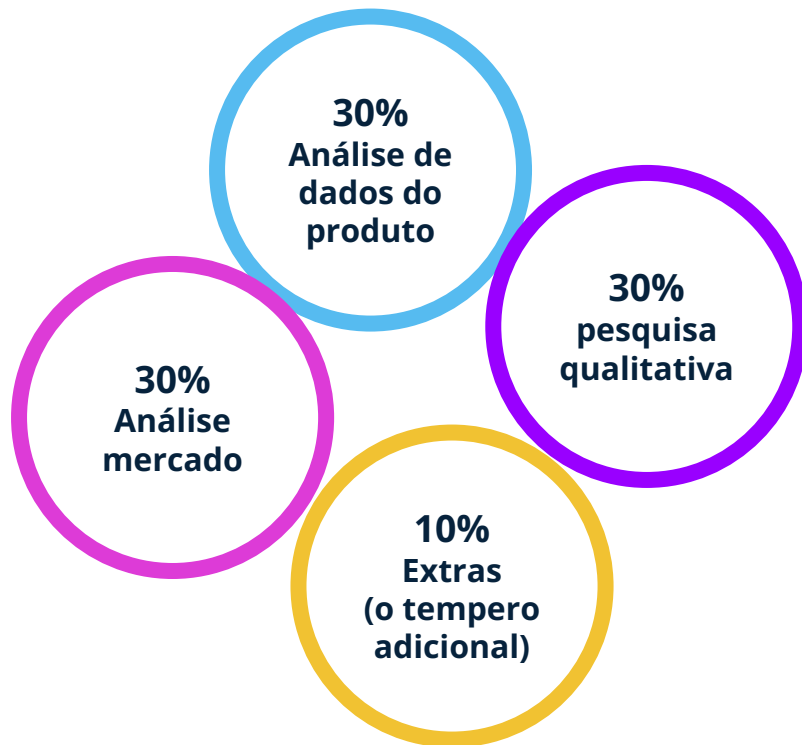 30%
Análise de
dados do
produto
30%
pesquisa
qualitativa
30%
Análise
mercado
10%
Extras
(o tempero
adicional)